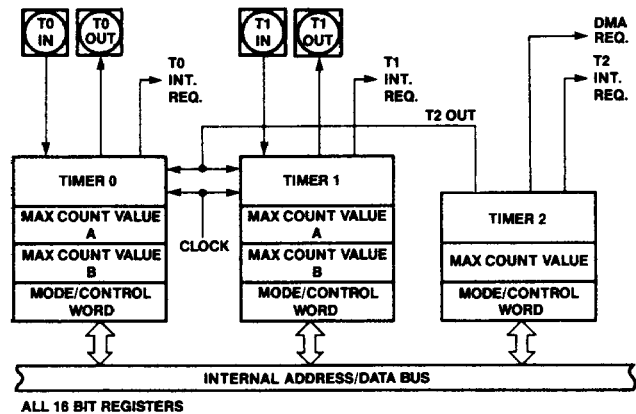 T0
IN
T0
OUT
T1
IN
T1
OUT
T0
INT.
REQ.
T1
INT.
REQ.
DMA
REQ.
T2
INT.
REQ.
T2 OUT
CLOCK
TIMER 0
MAX COUNT VALUE
A
MAX COUNT VALUE
B
MODE/CONTROL
WORD
TIMER 1
MAX COUNT VALUE
A
MAX COUNT VALUE
B
MODE/CONTROL
WORD
TIMER 2
MAX COUNT VALUE
MODE/CONTROL
WORD
INTERNAL ADDRESS/DATA BUS
ALL 16 BIT REGISTERS